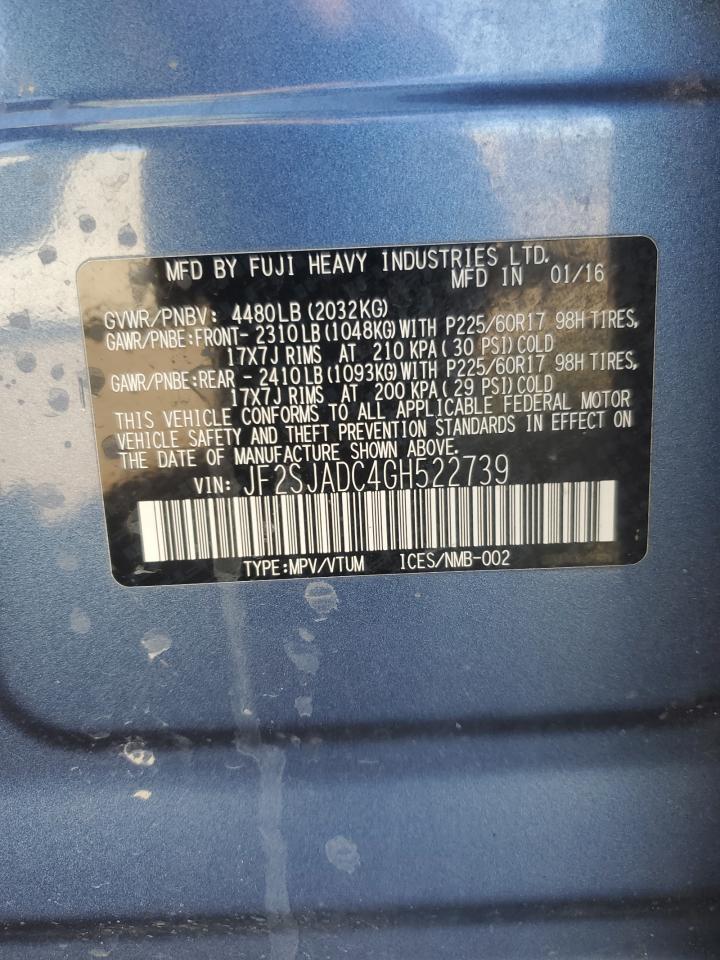 MFD BY FUJI HEAVY INDUSTRIES LTD.
MFD IN 01/16
GVWR/PNBV: 4480LB (2032KG)
GAWR/PNBE:FRONT- 2310LB (1048KG) WITH P225/60R17 98H TIRES,
17X7J RIMS AT 210 KPA ( 30 PSI) COLD
GAWR/PNBE:REAR - 2410LB (1093KG) WITH P225/60R17 98H TIRES,
17X7J RIMS AT 200 KPA ( 29 PSI) COLD
THIS VEHICLE CONFORMS TO ALL APPLICABLE FEDERAL MOTOR
VEHICLE SAFETY AND THEFT PREVENTION STANDARDS IN EFFECT ON
THE DATE OF MANUFACTURE SHOWN ABOVE.
VIN: JF2SJADC4GH522739
TYPE:MPV/VTUM ICES/NMB-002